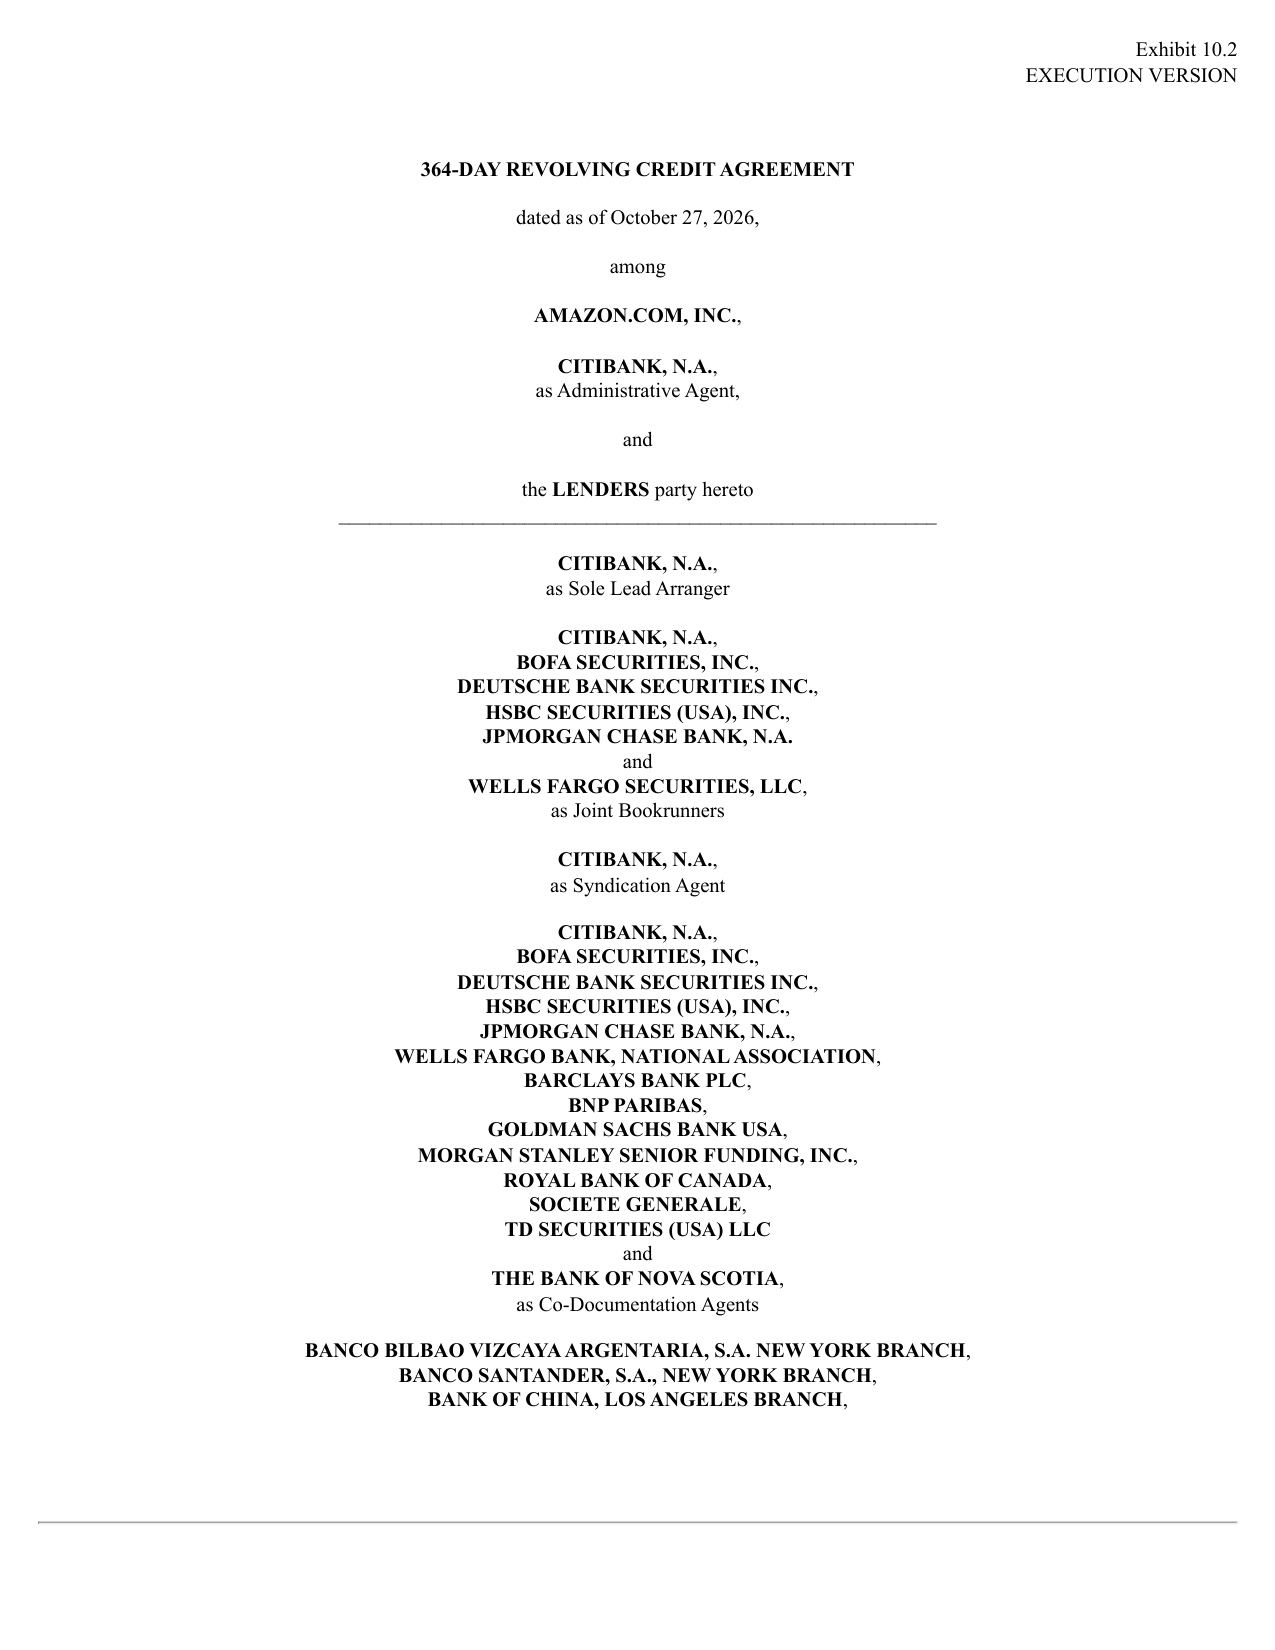 Exhibit 10.2
EXECUTION VERSION
364-DAY REVOLVING CREDIT AGREEMENT
dated as of October 27, 2026,
among
AMAZON.COM, INC.,
CITIBANK, N.A.,
as Administrative Agent,
and
the LENDERS party hereto
CITIBANK, N.A.,
as Sole Lead Arranger
CITIBANK, N.A.,
BOFA SECURITIES, INC.,
DEUTSCHE BANK SECURITIES INC.,
HSBC SECURITIES (USA), INC.,
JPMORGAN CHASE BANK, N.A.
and
WELLS FARGO SECURITIES, LLC,
as Joint Bookrunners
CITIBANK, N.A.,
as Syndication Agent
CITIBANK, N.A.,
BOFA SECURITIES, INC.,
DEUTSCHE BANK SECURITIES INC.,
HSBC SECURITIES (USA), INC.,
JPMORGAN CHASE BANK, N.A.,
WELLS FARGO BANK, NATIONAL ASSOCIATION,
BARCLAYS BANK PLC,
BNP PARIBAS,
GOLDMAN SACHS BANK USA,
MORGAN STANLEY SENIOR FUNDING, INC.,
ROYAL BANK OF CANADA,
SOCIETE GENERALE,
TD SECURITIES (USA) LLC
and
THE BANK OF NOVA SCOTIA,
as Co-Documentation Agents
BANCO BILBAO VIZCAYA ARGENTARIA, S.A. NEW YORK BRANCH,
BANCO SANTANDER, S.A., NEW YORK BRANCH,
BANK OF CHINA, LOS ANGELES BRANCH,